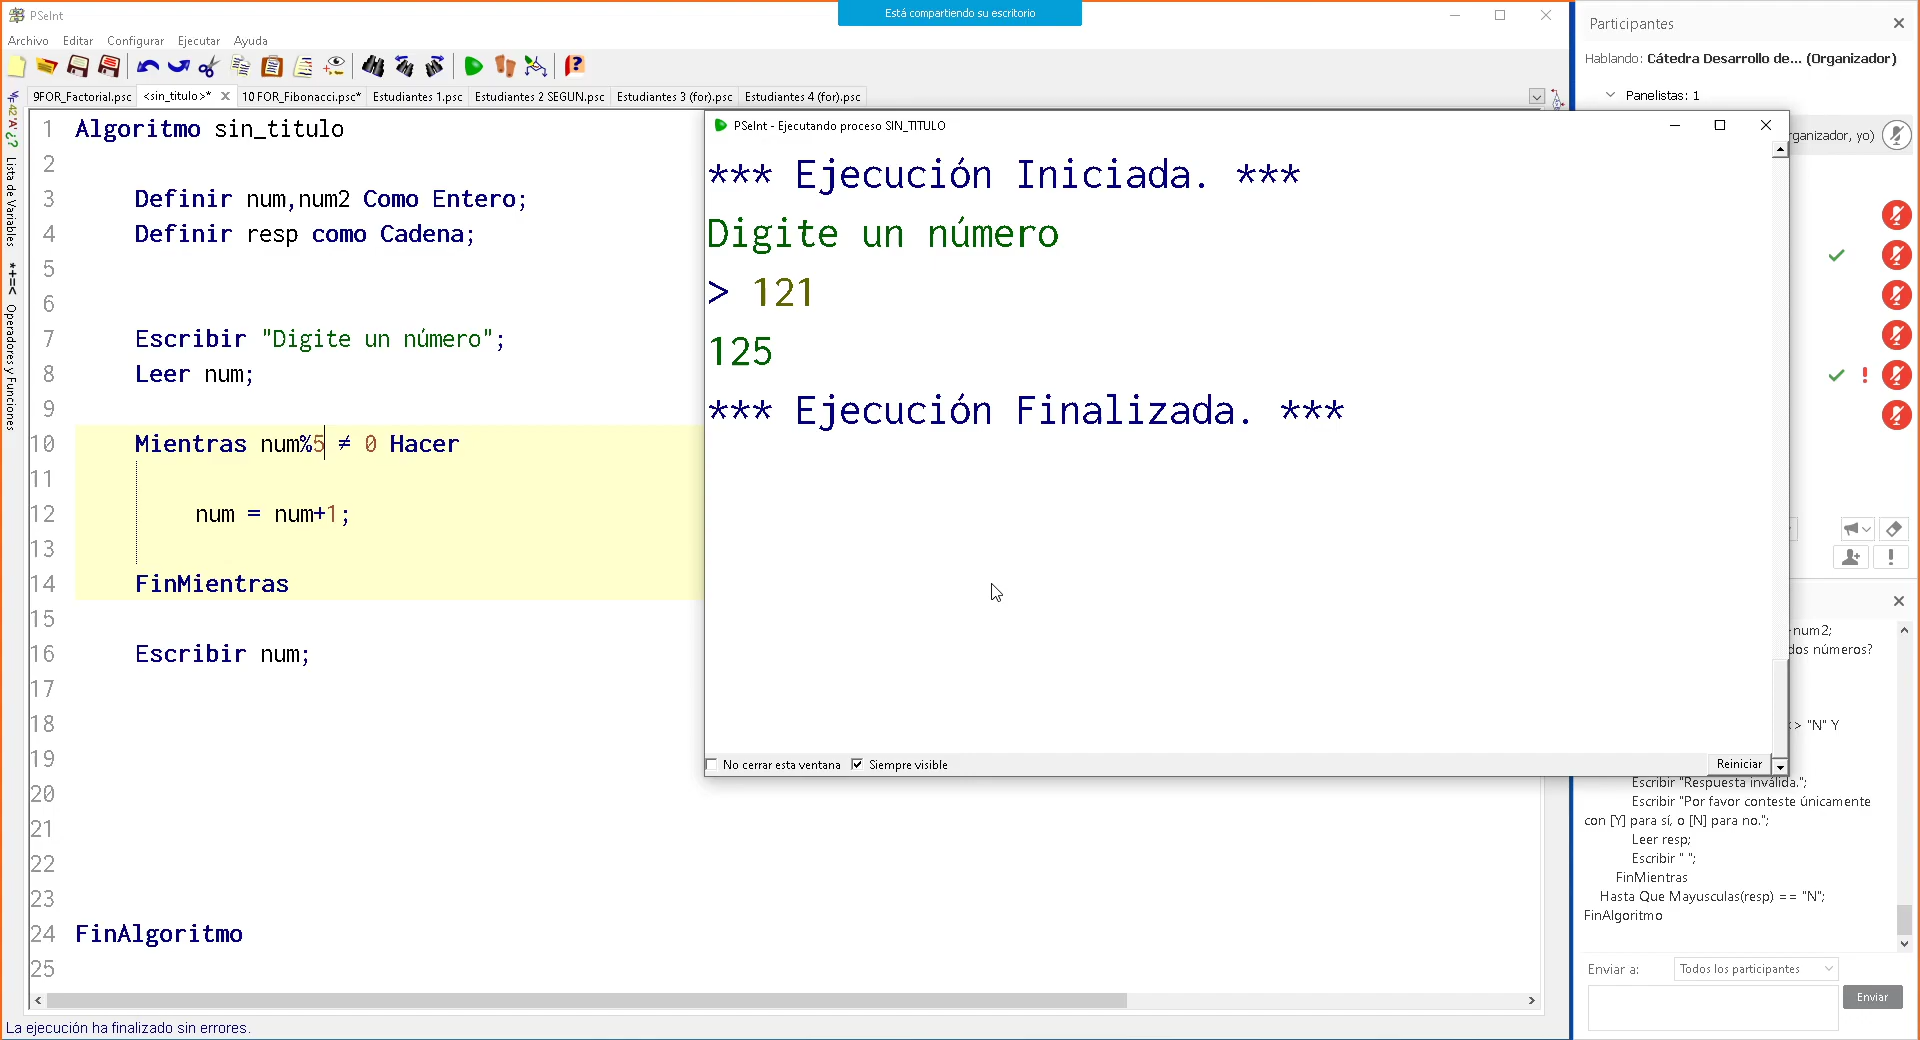 PSeInt
Está compartiendo su escritorio
Archivo Editar Configurar Ejecutar Ayuda
9FOR_Factorial.psc <sin_titulo>* 10 FOR_Fibonacci.psc* Estudiantes 1.psc Estudiantes 2 SEGUN.psc Estudiantes 3 (for).psc Estudiantes 4 (for).psc
Lista de Variables
Operadores y Funciones
1 Algoritmo sin_titulo
2
3 Definir num,num2 Como Entero;
4 Definir resp como Cadena;
5
6
7 Escribir "Digite un número";
8 Leer num;
9
10 Mientras num%5 ≠ 0 Hacer
11
12 num = num+1;
13
14 FinMientras
15
16 Escribir num;
17
18
19
20
21
22
23
24 FinAlgoritmo
25
La ejecución ha finalizado sin errores.
PSeInt - Ejecutando proceso SIN_TITULO
*** Ejecución Iniciada. ***
Digite un número
> 121
125
*** Ejecución Finalizada. ***
No cerrar esta ventana Siempre visible Reiniciar
Participantes
Hablando: Cátedra Desarrollo de... (Organizador)
Panelistas: 1
rganizador, yo)
num2;
dos números?
> "N" Y
Escribir "Respuesta inválida.";
Escribir "Por favor conteste únicamente
con [Y] para sí, o [N] para no.";
Leer resp;
Escribir " ";
FinMientras
Hasta Que Mayusculas(resp) == "N";
FinAlgoritmo
Enviar a: Todos los participantes
Enviar